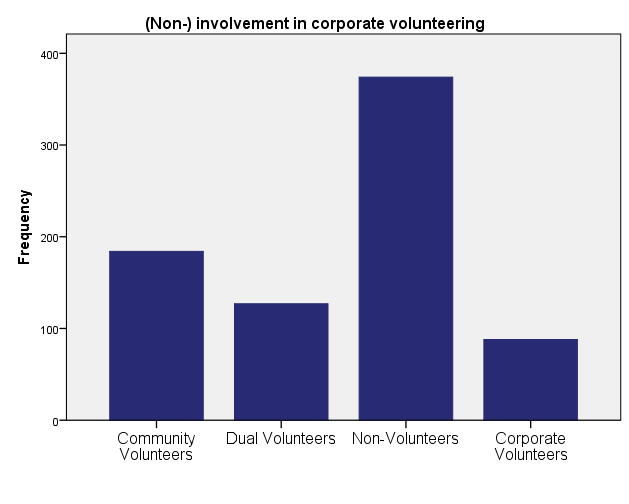 (Non-) involvement in corporate volunteering
400
300
200
100
0
Frequency
Community
Volunteers
Dual Volunteers
Non-Volunteers
Corporate
Volunteers